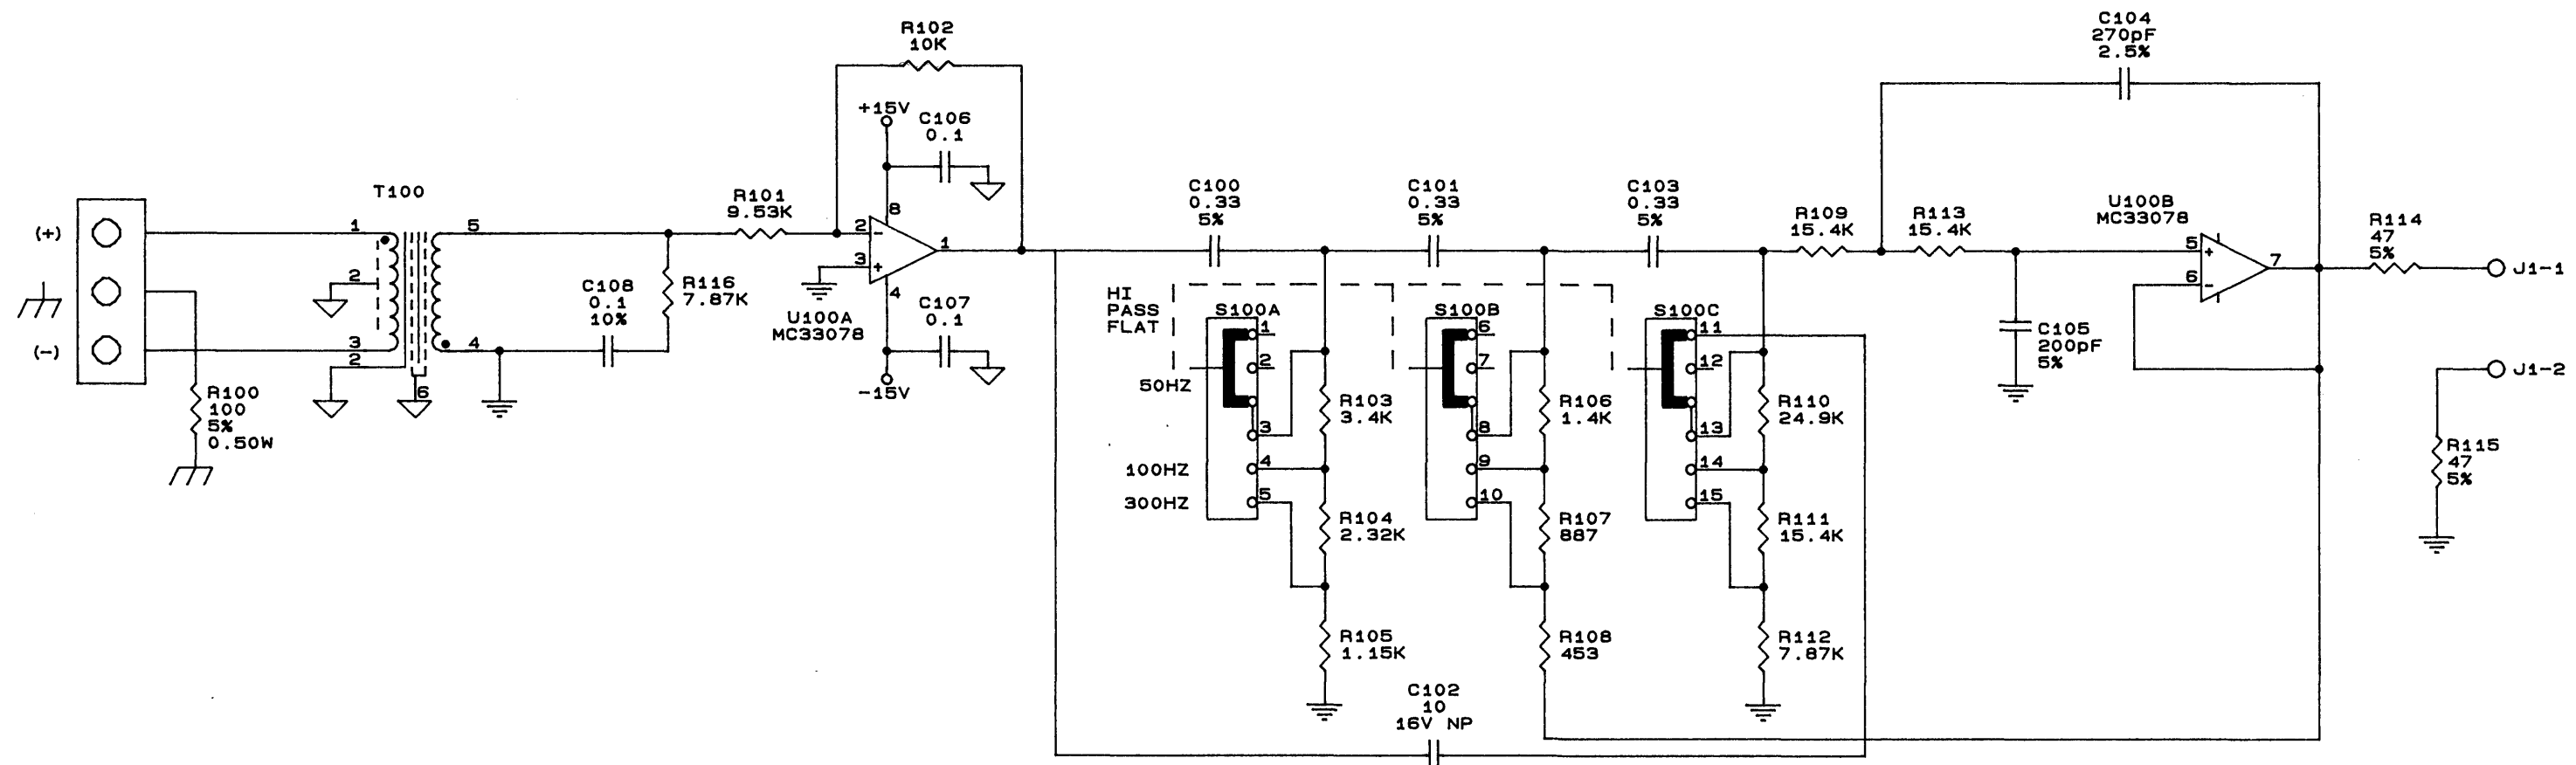 C104
270pF
2.5%
R102
10K
+15V
C106
0.1
T100
(+)
(-)
1
2
3
2
5
4
6
R100
100
5%
0.50W
C108
0.1
10%
R116
7.87K
R101
9.53K
2
-
3
+
8
4
1
U100A
MC33078
C107
0.1
-15V
C100
0.33
5%
C101
0.33
5%
C103
0.33
5%
HI
PASS
FLAT
50HZ
100HZ
300HZ
S100A
1
2
3
4
5
R103
3.4K
R104
2.32K
R105
1.15K
S100B
6
7
8
9
10
R106
1.4K
R107
887
R108
453
S100C
11
12
13
14
15
R110
24.9K
R111
15.4K
R112
7.87K
C102
10
16V NP
R109
15.4K
R113
15.4K
C105
200pF
5%
U100B
MC33078
5
+
6
-
7
R114
47
5%
J1-1
J1-2
R115
47
5%